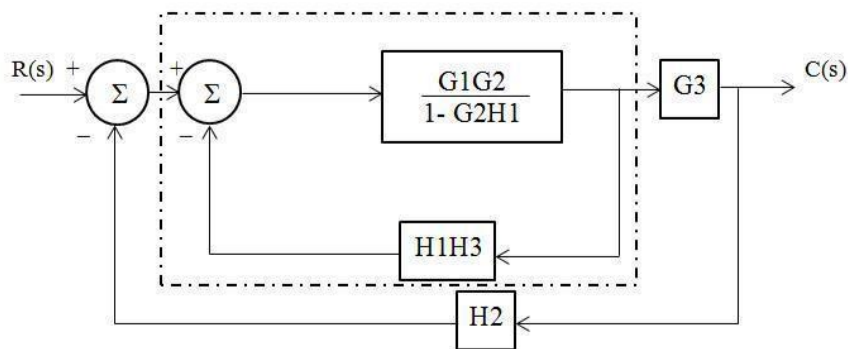 R(s)
+
Σ
−
+
Σ
−
G1G2
1- G2H1
G3
C(s)
H1H3
H2